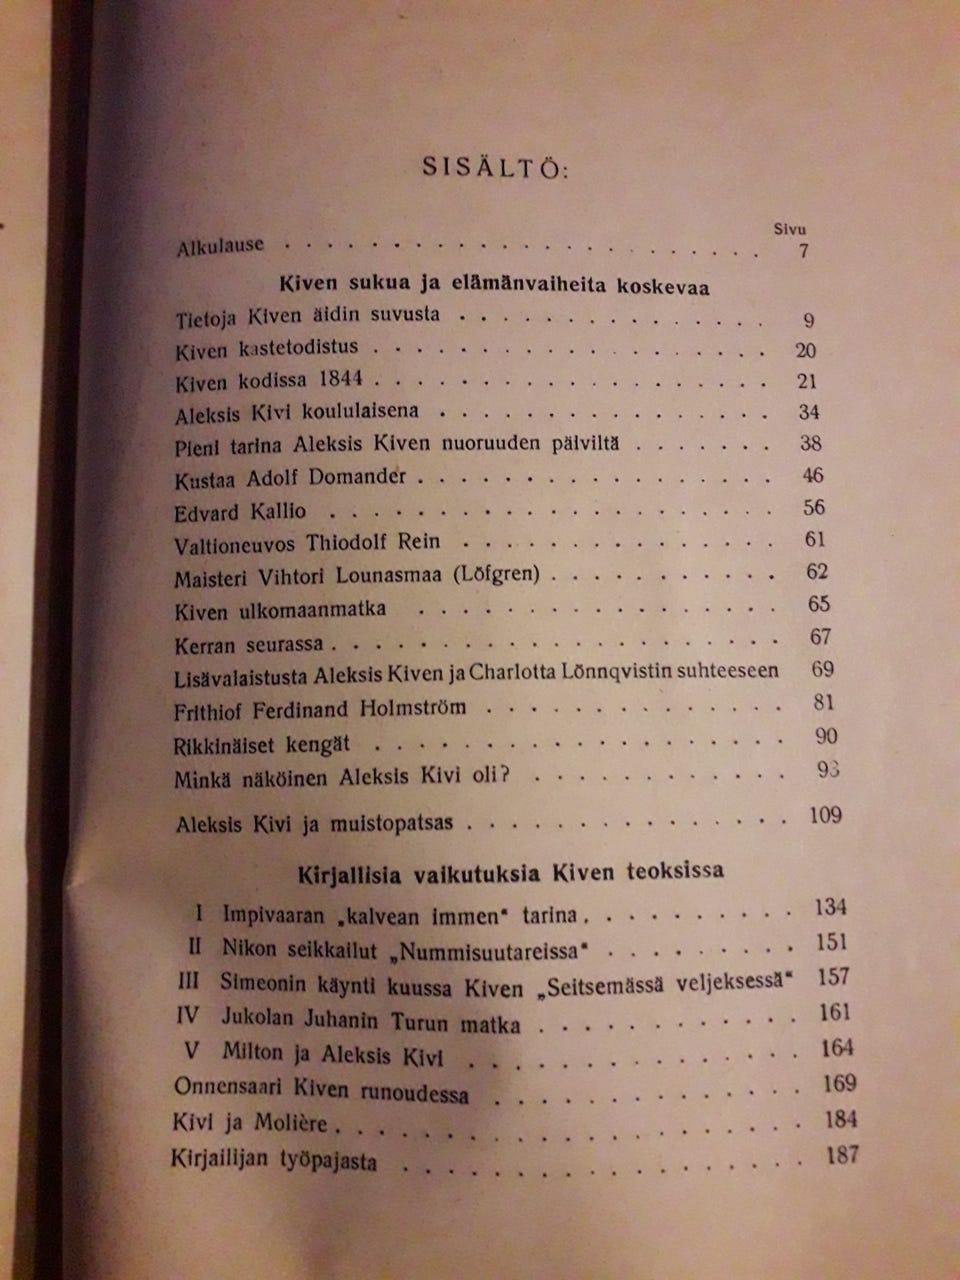 SISÄLTÖ:
Sivu
Alkulause . . . . . . . . . . . . . . . . . . . . . . 7
Kiven sukua ja elämänvaiheita koskevaa
Tietoja Kiven äidin suvusta . . . . . . . . . . . . . . 9
Kiven kastetodistus . . . . . . . . . . . . . . . . . . 20
Kiven kodissa 1844 . . . . . . . . . . . . . . . . . . 21
Aleksis Kivi koululaisena . . . . . . . . . . . . . . . 34
Pieni tarina Aleksis Kiven nuoruuden päiviltä . . . . . . . 38
Kustaa Adolf Domander . . . . . . . . . . . . . . . . 46
Edvard Kallio . . . . . . . . . . . . . . . . . . . . 56
Valtioneuvos Thiodolf Rein . . . . . . . . . . . . . . 61
Maisteri Vihtori Lounasmaa (Löfgren) . . . . . . . . . . . 62
Kiven ulkomaanmatka . . . . . . . . . . . . . . . . 65
Kerran seurassa . . . . . . . . . . . . . . . . . . . . 67
Lisävalaistusta Aleksis Kiven ja Charlotta Lönnqvistin suhteeseen 69
Frithiof Ferdinand Holmström . . . . . . . . . . . . . . 81
Rikkinäiset kengät . . . . . . . . . . . . . . . . . . 90
Minkä näköinen Aleksis Kivi oli? . . . . . . . . . . . . 93
Aleksis Kivi ja muistopatsas . . . . . . . . . . . . . . . 109
Kirjallisia vaikutuksia Kiven teoksissa
I Impivaaran „kalvean immen“ tarina . . . . . . . . . . 134
II Nikon seikkailut „Nummisuutareissa“ . . . . . . . . . 151
III Simeonin käynti kuussa Kiven „Seitsemässä veljeksessä“ 157
IV Jukolan Juhanin Turun matka . . . . . . . . . . . . 161
V Milton ja Aleksis Kivi . . . . . . . . . . . . . . 164
Onnensaari Kiven runoudessa . . . . . . . . . . . . . 169
Kivi ja Molière . . . . . . . . . . . . . . . . . . . . 184
Kirjailijan työpajasta . . . . . . . . . . . . . . . . . 187